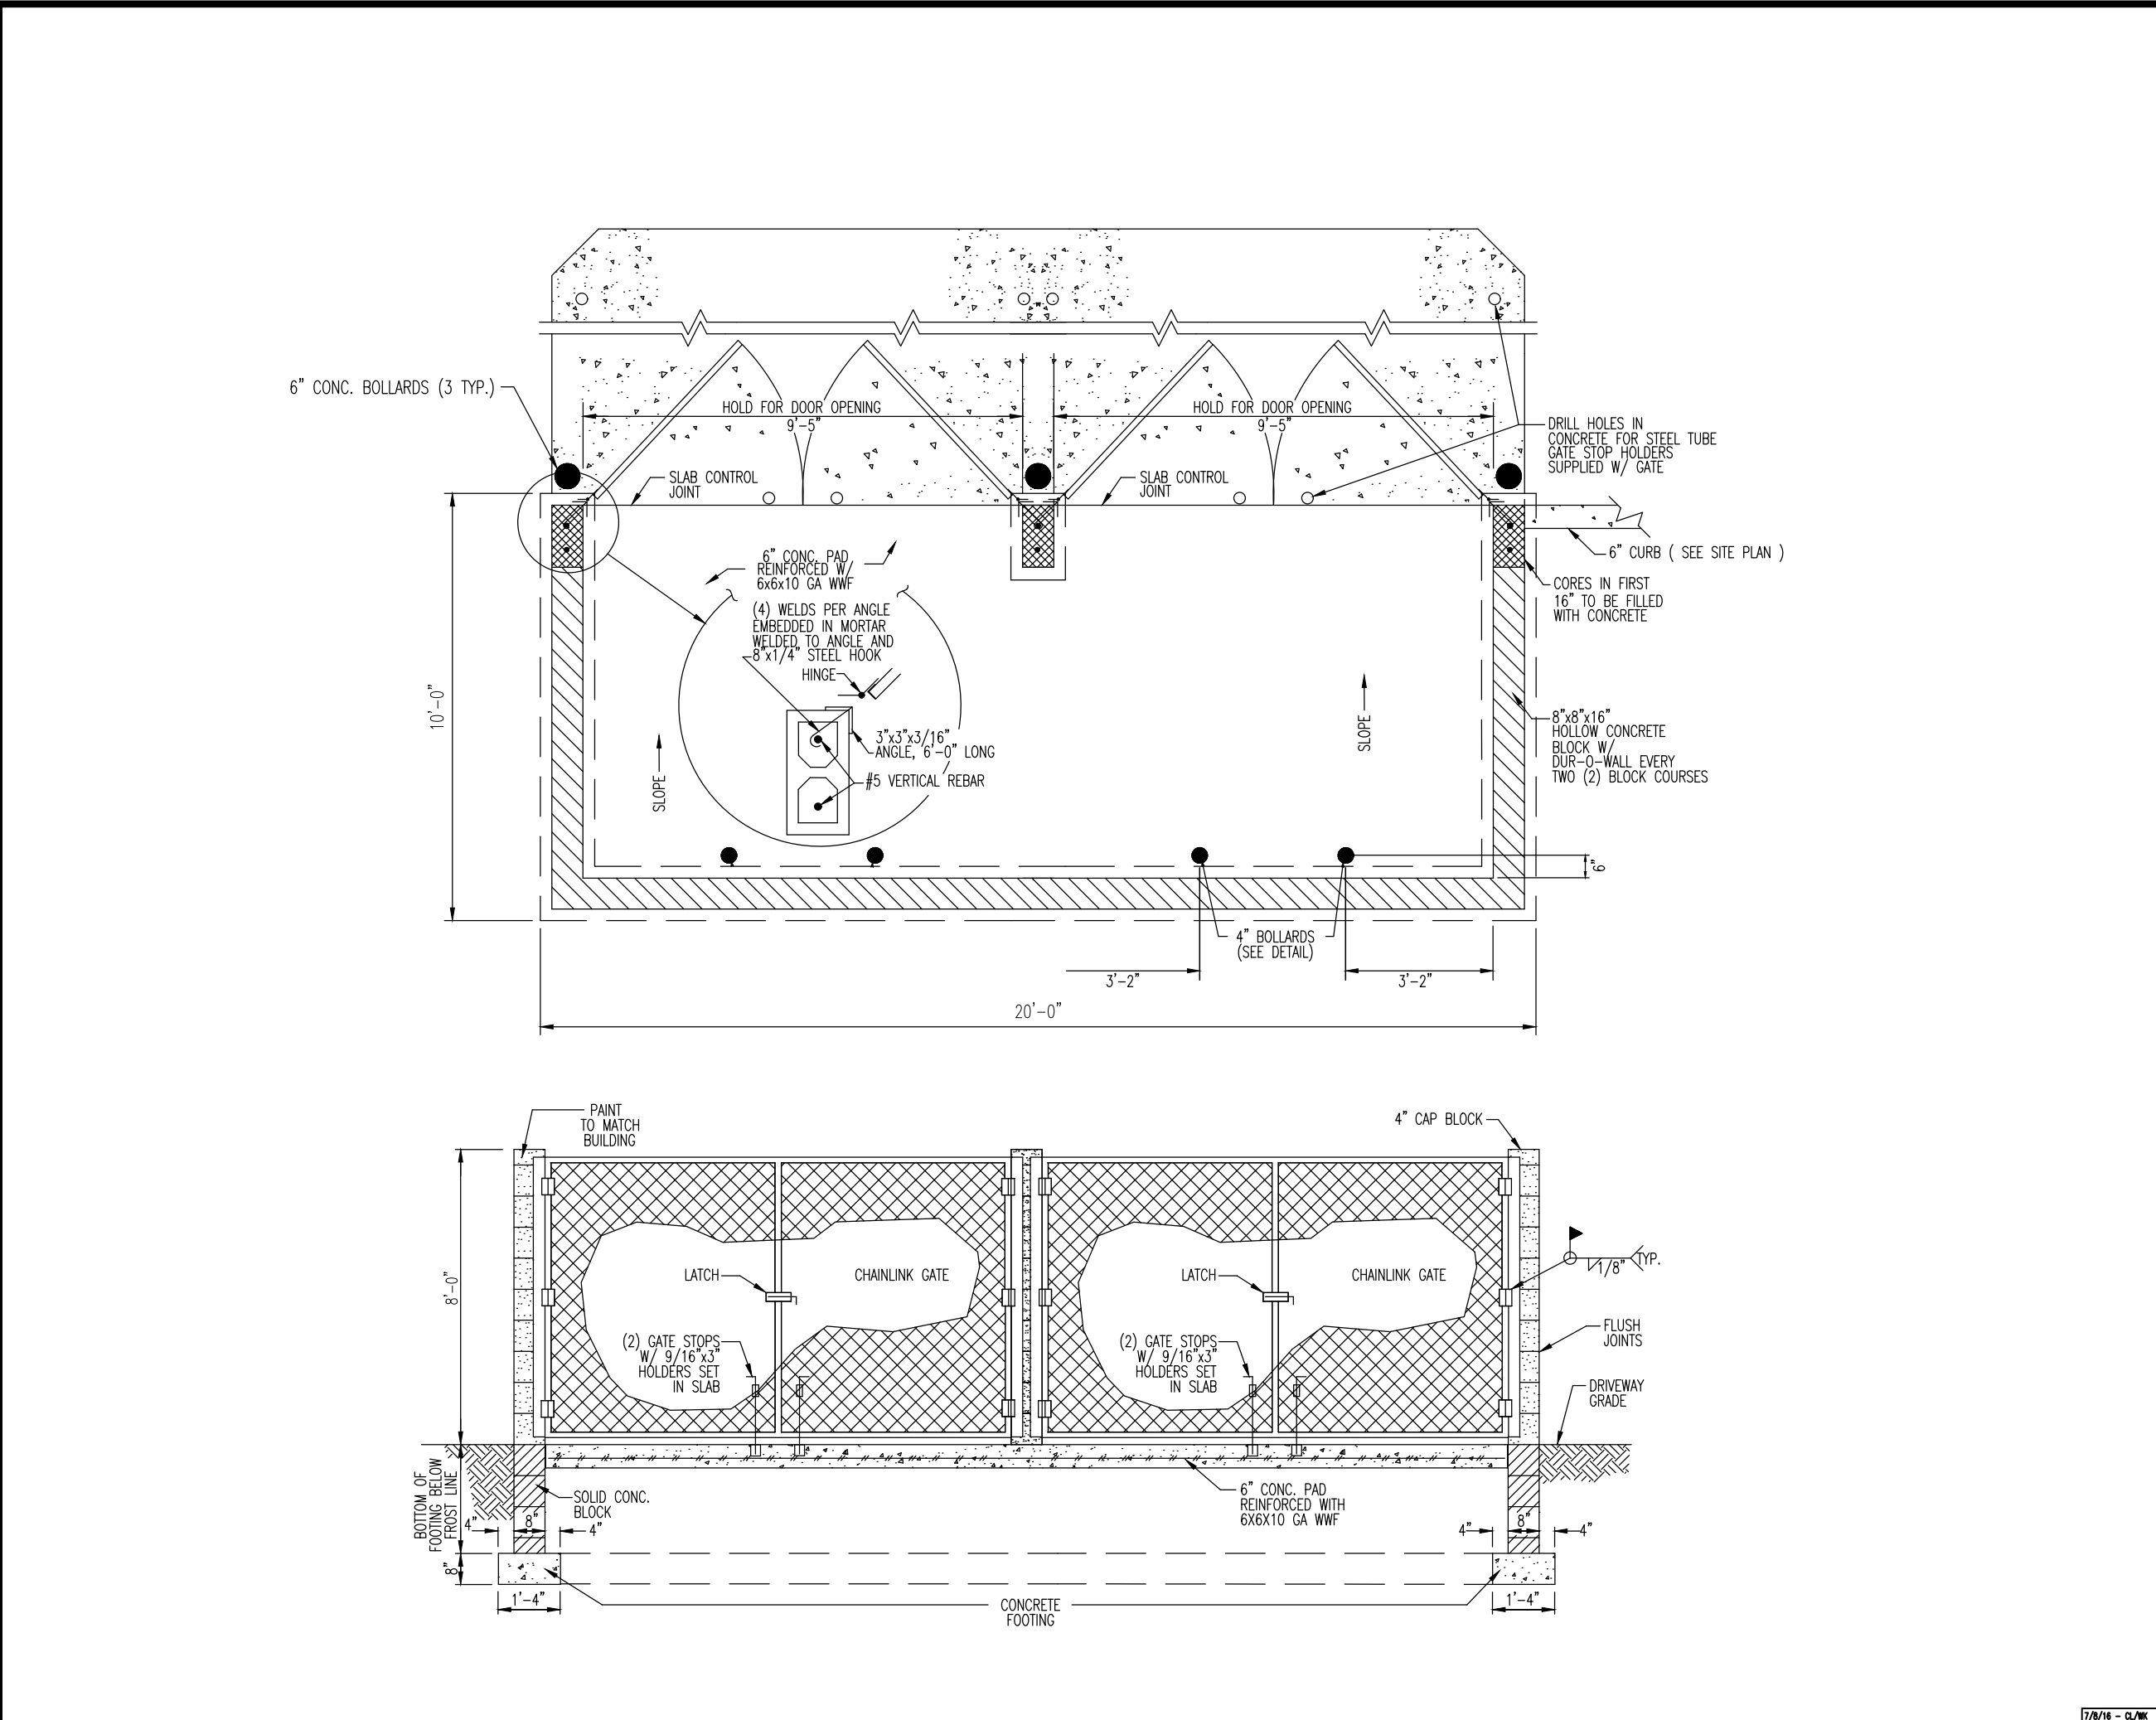 6" CONC. BOLLARDS (3 TYP.)
HOLD FOR DOOR OPENING
9'-5"
HOLD FOR DOOR OPENING
9'-5"
DRILL HOLES IN
CONCRETE FOR STEEL TUBE
GATE STOP HOLDERS
SUPPLIED W/ GATE
SLAB CONTROL
JOINT
SLAB CONTROL
JOINT
6" CURB ( SEE SITE PLAN )
6" CONC. PAD
REINFORCED W/
6x6x10 GA WWF
CORES IN FIRST
16" TO BE FILLED
WITH CONCRETE
(4) WELDS PER ANGLE
EMBEDDED IN MORTAR
WELDED TO ANGLE AND
8"x1/4" STEEL HOOK
HINGE
10'-0"
3"x3"x3/16"
ANGLE, 6'-0" LONG
#5 VERTICAL REBAR
SLOPE
SLOPE
8"x8"x16"
HOLLOW CONCRETE
BLOCK W/
DUR-O-WALL EVERY
TWO (2) BLOCK COURSES
6"
4" BOLLARDS
(SEE DETAIL)
3'-2"
3'-2"
20'-0"
PAINT
TO MATCH
BUILDING
4" CAP BLOCK
8'-0"
LATCH
CHAINLINK GATE
LATCH
CHAINLINK GATE
1/8"
TYP.
(2) GATE STOPS
W/ 9/16"x3"
HOLDERS SET
IN SLAB
(2) GATE STOPS
W/ 9/16"x3"
HOLDERS SET
IN SLAB
FLUSH
JOINTS
DRIVEWAY
GRADE
BOTTOM OF
FOOTING BELOW
FROST LINE
SOLID CONC.
BLOCK
6" CONC. PAD
REINFORCED WITH
6X6X10 GA WWF
4"
8"
4"
4"
8"
4"
8"
1'-4"
1'-4"
CONCRETE
FOOTING
7/8/16 - CL/WK